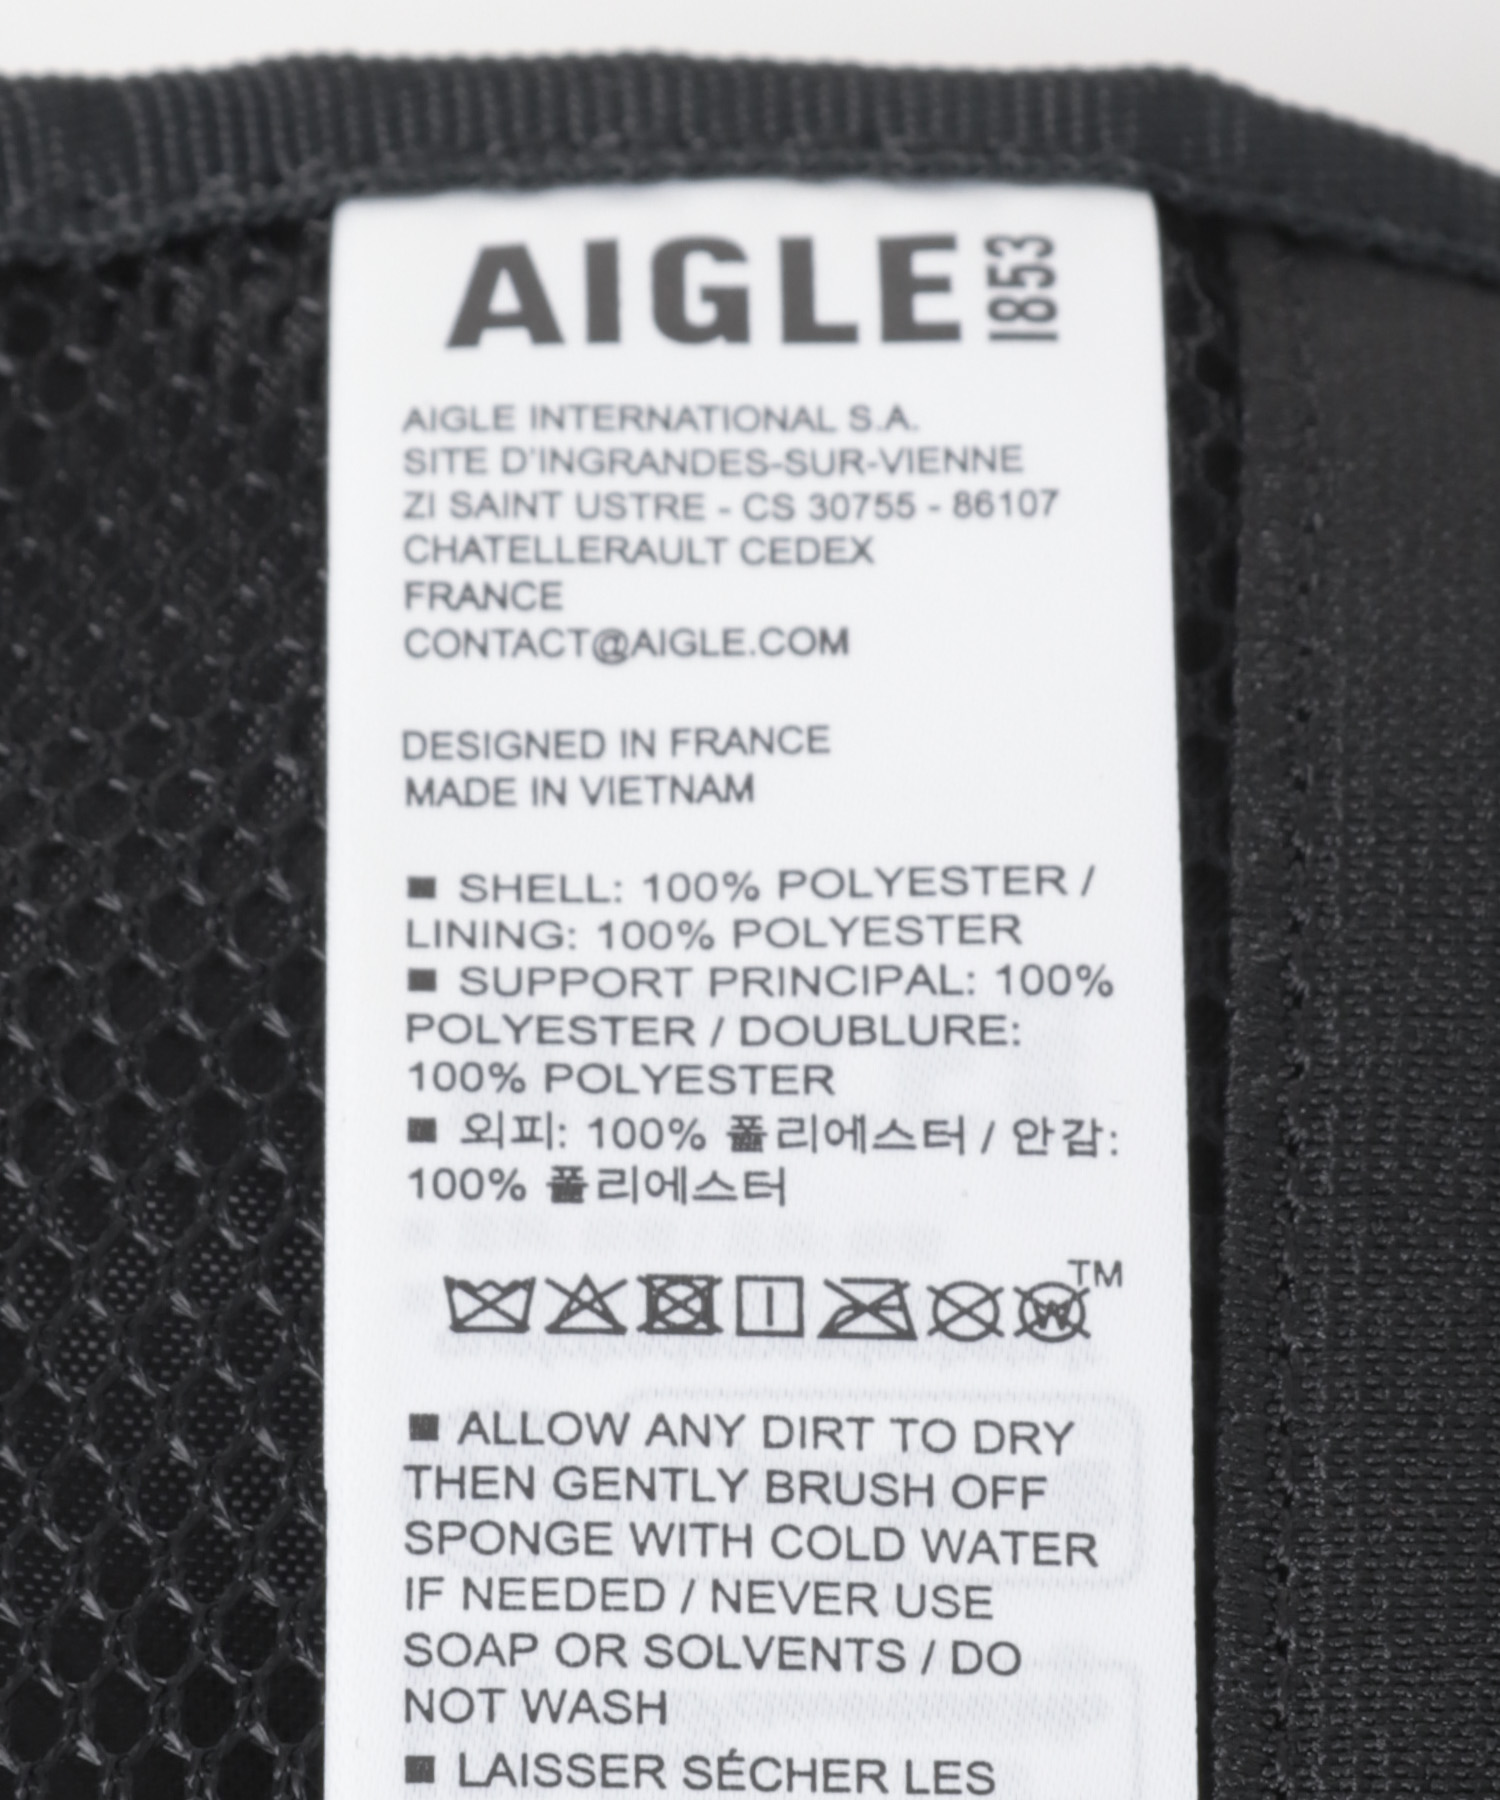 AIGLE 1853
AIGLE INTERNATIONAL S.A.
SITE D'INGRANDES-SUR-VIENNE
ZI SAINT USTRE - CS 30755 - 86107
CHATELLERAULT CEDEX
FRANCE
CONTACT@AIGLE.COM
DESIGNED IN FRANCE
MADE IN VIETNAM
■ SHELL: 100% POLYESTER /
LINING: 100% POLYESTER
■ SUPPORT PRINCIPAL: 100%
POLYESTER / DOUBLURE:
100% POLYESTER
■ 외피: 100% 폴리에스터 / 안감:
100% 폴리에스터
W™
■ ALLOW ANY DIRT TO DRY
THEN GENTLY BRUSH OFF
SPONGE WITH COLD WATER
IF NEEDED / NEVER USE
SOAP OR SOLVENTS / DO
NOT WASH
■ LAISSER SÉCHER LES